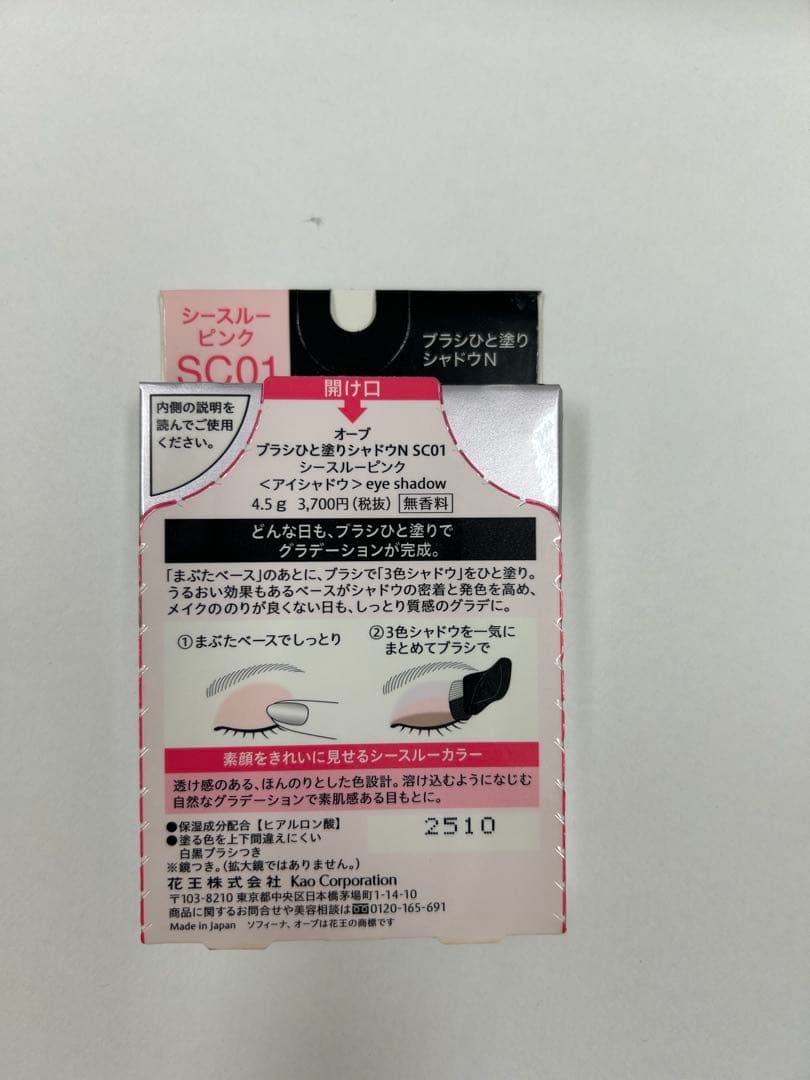 シースルー
ピンク
SC01
ブラシひと塗り
シャドウN
開け口
内側の説明を
読んでご使用
ください。
オーブ
ブラシひと塗りシャドウN SC01
シースルーピンク
＜アイシャドウ＞eye shadow
4.5g 3,700円(税抜) 無香料
どんな日も、ブラシひと塗りで
グラデーションが完成。
「まぶたベース」のあとに、ブラシで「3色シャドウ」をひと塗り。
うるおい効果もあるベースがシャドウの密着と発色を高め、
メイクののりが良くない日も、しっとり質感のグラデに。
①まぶたベースでしっとり
②3色シャドウを一気に
まとめてブラシで
素顔をきれいに見せるシースルーカラー
透け感のある、ほんのりとした色設計。溶け込むようになじむ
自然なグラデーションで素肌感ある目もとに。
●保湿成分配合【ヒアルロン酸】
●塗る色を上下間違えにくい
白黒ブラシつき
※鏡つき。(拡大鏡ではありません。)
2510
花王株式会社 Kao Corporation
〒103-8210 東京都中央区日本橋茅場町1-14-10
商品に関するお問合せや美容相談は0120-165-691
Made in Japan ソフィーナ、オーブは花王の商標です